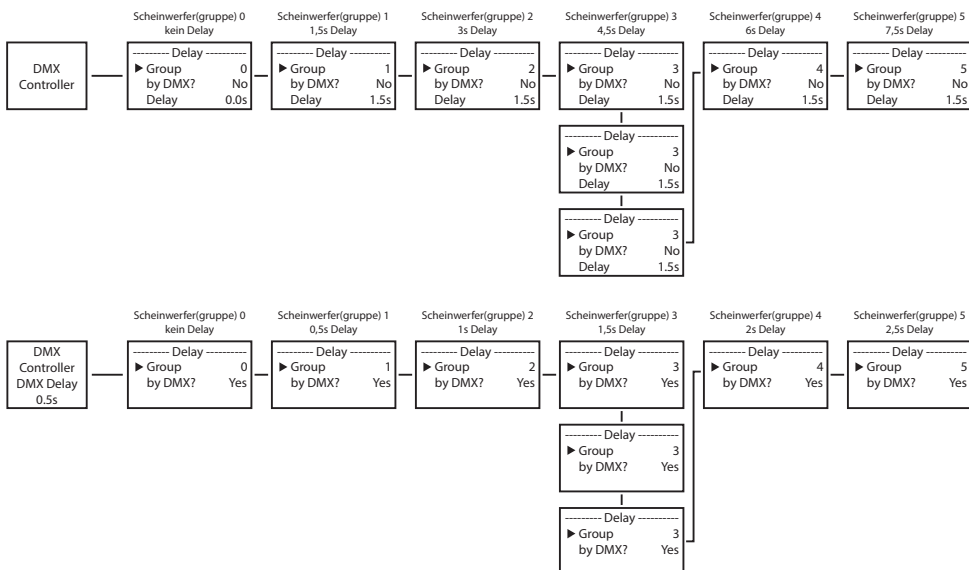 Scheinwerfer(gruppe) 0
kein Delay
Scheinwerfer(gruppe) 1
1,5s Delay
Scheinwerfer(gruppe) 2
3s Delay
Scheinwerfer(gruppe) 3
4,5s Delay
Scheinwerfer(gruppe) 4
6s Delay
Scheinwerfer(gruppe) 5
7,5s Delay
DMX
Controller
--------- Delay ----------
▶ Group 0
by DMX? No
Delay 0.0s
--------- Delay ----------
▶ Group 1
by DMX? No
Delay 1.5s
--------- Delay ----------
▶ Group 2
by DMX? No
Delay 1.5s
--------- Delay ----------
▶ Group 3
by DMX? No
Delay 1.5s
--------- Delay ----------
▶ Group 3
by DMX? No
Delay 1.5s
--------- Delay ----------
▶ Group 3
by DMX? No
Delay 1.5s
--------- Delay ----------
▶ Group 4
by DMX? No
Delay 1.5s
--------- Delay ----------
▶ Group 5
by DMX? No
Delay 1.5s
Scheinwerfer(gruppe) 0
kein Delay
Scheinwerfer(gruppe) 1
0,5s Delay
Scheinwerfer(gruppe) 2
1s Delay
Scheinwerfer(gruppe) 3
1,5s Delay
Scheinwerfer(gruppe) 4
2s Delay
Scheinwerfer(gruppe) 5
2,5s Delay
DMX
Controller
DMX Delay
0.5s
--------- Delay ----------
▶ Group 0
by DMX? Yes
--------- Delay ----------
▶ Group 1
by DMX? Yes
--------- Delay ----------
▶ Group 2
by DMX? Yes
--------- Delay ----------
▶ Group 3
by DMX? Yes
--------- Delay ----------
▶ Group 3
by DMX? Yes
--------- Delay ----------
▶ Group 3
by DMX? Yes
--------- Delay ----------
▶ Group 4
by DMX? Yes
--------- Delay ----------
▶ Group 5
by DMX? Yes